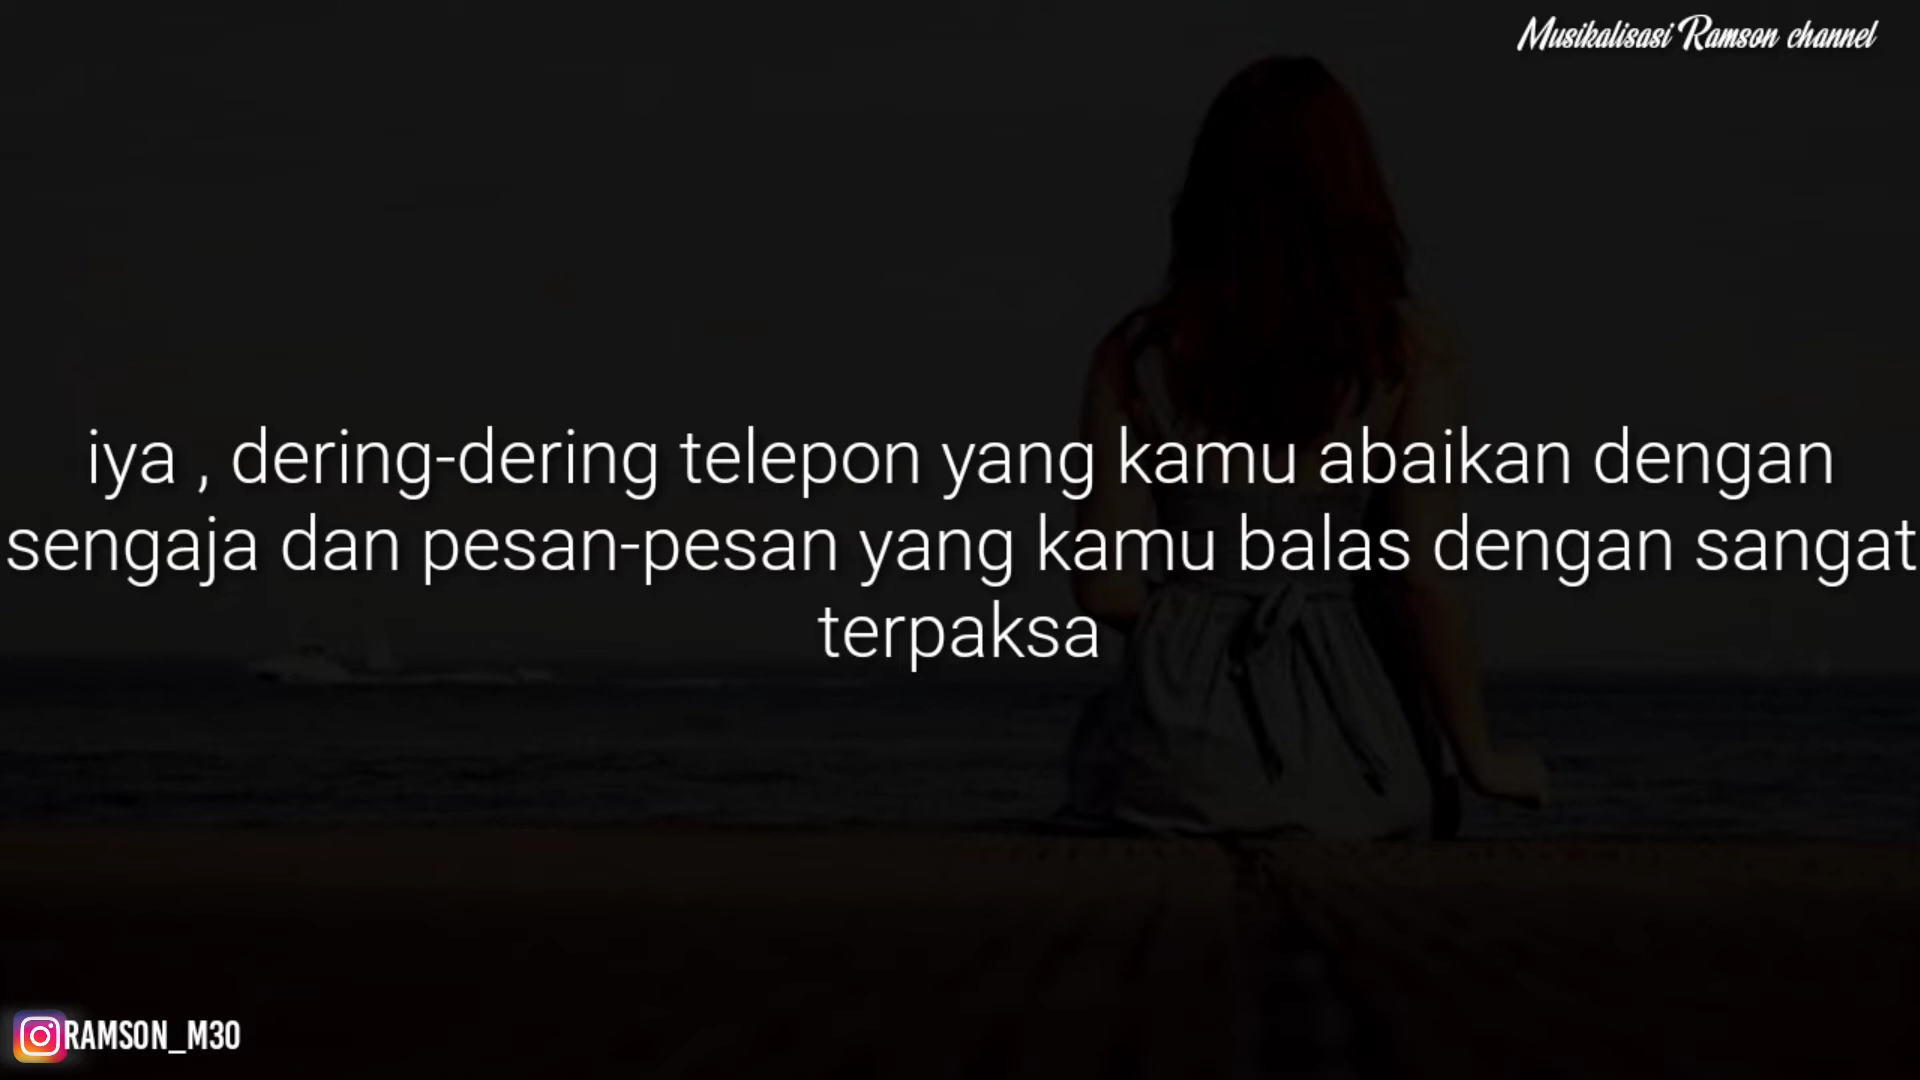 Musikalisasi Ramson channel
iya , dering-dering telepon yang kamu abaikan dengan
sengaja dan pesan-pesan yang kamu balas dengan sangat
terpaksa
RAMSON_M30